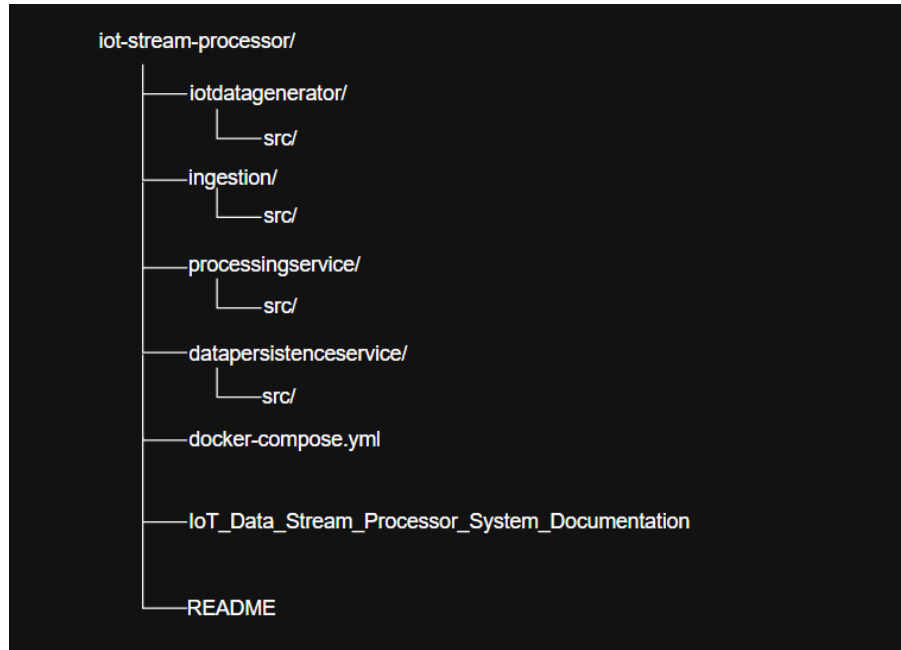 iot-stream-processor/
iotdatagenerator/
src/
ingestion/
src/
processingservice/
src/
datapersistenceservice/
src/
docker-compose.yml
IoT_Data_Stream_Processor_System_Documentation
README